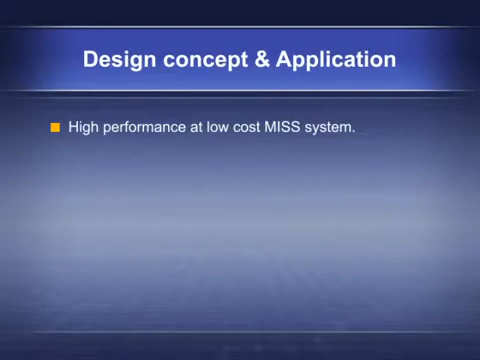 Design concept & Application
High performance at low cost MISS system.